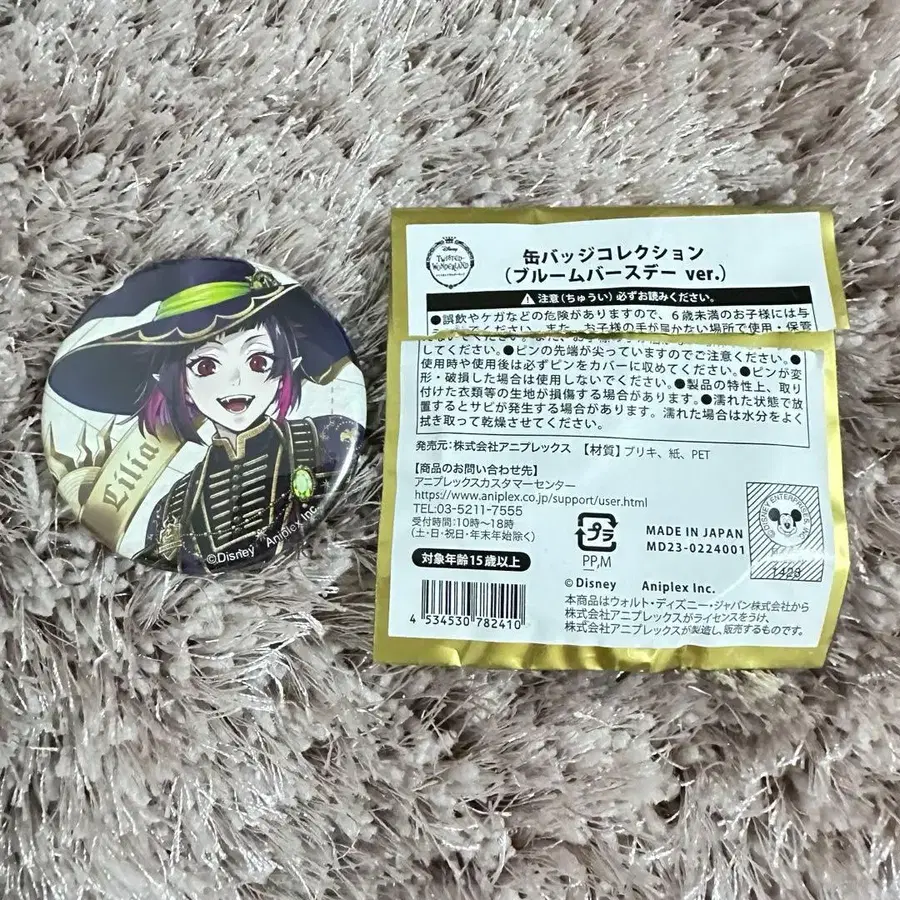 Lilia
©Disney Aniplex Inc.
Disney
TWISTED-
WONDERLAND
缶バッジコレクション
(ブルームバースデー ver.)
注意(ちゅうい)必ずお読みください。
●誤飲やケガなどの危険がありますので、6歳未満のお子様には与
してください。●ピンの先端が尖っていますのでご注意ください。●
使用時や使用後は必ずピンをカバーに収めてください。●ピンが変
形・破損した場合は使用しないでください。●製品の特性上、取り
付けた衣類等の生地が損傷する場合があります。●濡れた状態で放
置するとサビが発生する場合があります。濡れた場合は水分をよく
拭き取って乾燥させてください。
発売元:株式会社アニプレックス 【材質】ブリキ、紙、PET
【商品のお問い合わせ先】
アニプレックスカスタマーセンター
https://www.aniplex.co.jp/support/user.html
TEL:03-5211-7555
受付時間:10時~18時
(土・日・祝日・年末年始除く)
対象年齢15歳以上
プラ
PP,M
MADE IN JAPAN
MD23-0224001
©Disney Aniplex Inc.
本商品はウォルト・ディズニー・ジャパン株式会社から
株式会社アニプレックスがライセンスをうけ、
株式会社アニプレックスが製造し、販売するものです。
4 534530 782410